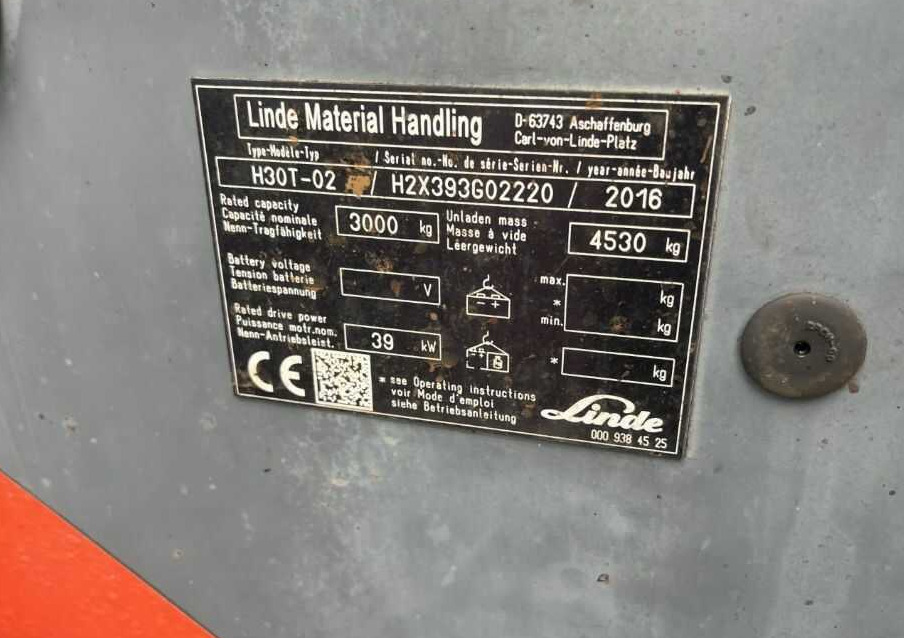 Linde Material Handling
D-63743 Aschaffenburg
Carl-von-Linde-Platz
Type-Modèle-Typ / Serial no.-No. de série-Serien-Nr. / year-année-Baujahr
H30T-02 / H2X393G02220 / 2016
Rated capacity
Capacité nominale
Nenn-Tragfähigkeit
3000 kg
Unladen mass
Masse à vide
Leergewicht
4530 kg
Battery voltage
Tension batterie
Batteriespannung
V
max. kg
*
min. kg
Rated drive power
Puissance motr.nom.
Nenn-Antriebsleist.
39 kW
* kg
CE
* see Operating instructions
voir Mode d'emploi
siehe Betriebsanleitung
Linde
000 938 45 25